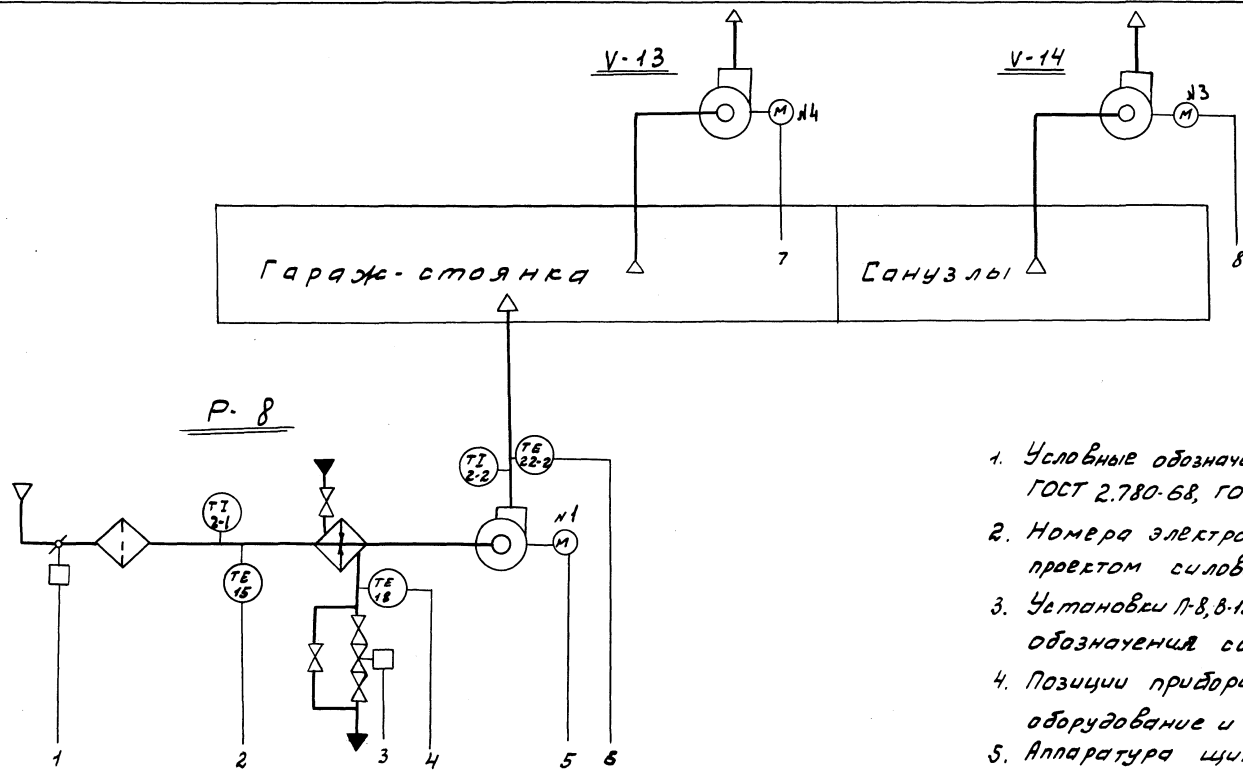 V-13
V-14
М
N4
М
N3
7
8
Гараж-стоянка
Санузлы
Р-8
TI
2-2
TE
22-2
TI
2-1
N1
М
TE
15
TE
18
1
2
3
4
5
6
1. Условные обознач
ГОСТ 2.780-68, ГО
2. Номера электро
проектом силов
3. Установки П-8, В-1
обозначения с
4. Позиции прибор
оборудование и
5. Аппаратура щи